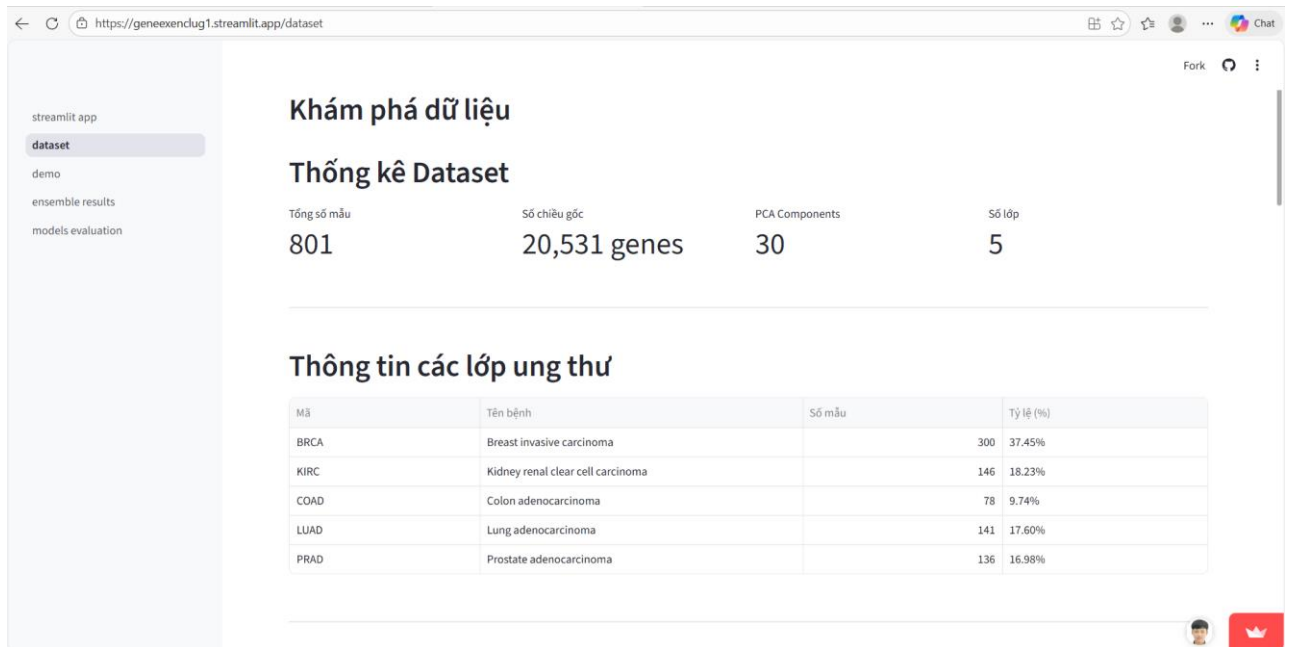 https://geneexenclug1.streamlit.app/dataset
Chat
Fork
streamlit app
dataset
demo
ensemble results
models evaluation
Khám phá dữ liệu
Thống kê Dataset
Tổng số mẫu Số chiều gốc PCA Components Số lớp
801 20,531 genes 30 5
Thông tin các lớp ung thư
Mã Tên bệnh Số mẫu Tỷ lệ (%)
BRCA Breast invasive carcinoma 300 37.45%
KIRC Kidney renal clear cell carcinoma 146 18.23%
COAD Colon adenocarcinoma 78 9.74%
LUAD Lung adenocarcinoma 141 17.60%
PRAD Prostate adenocarcinoma 136 16.98%